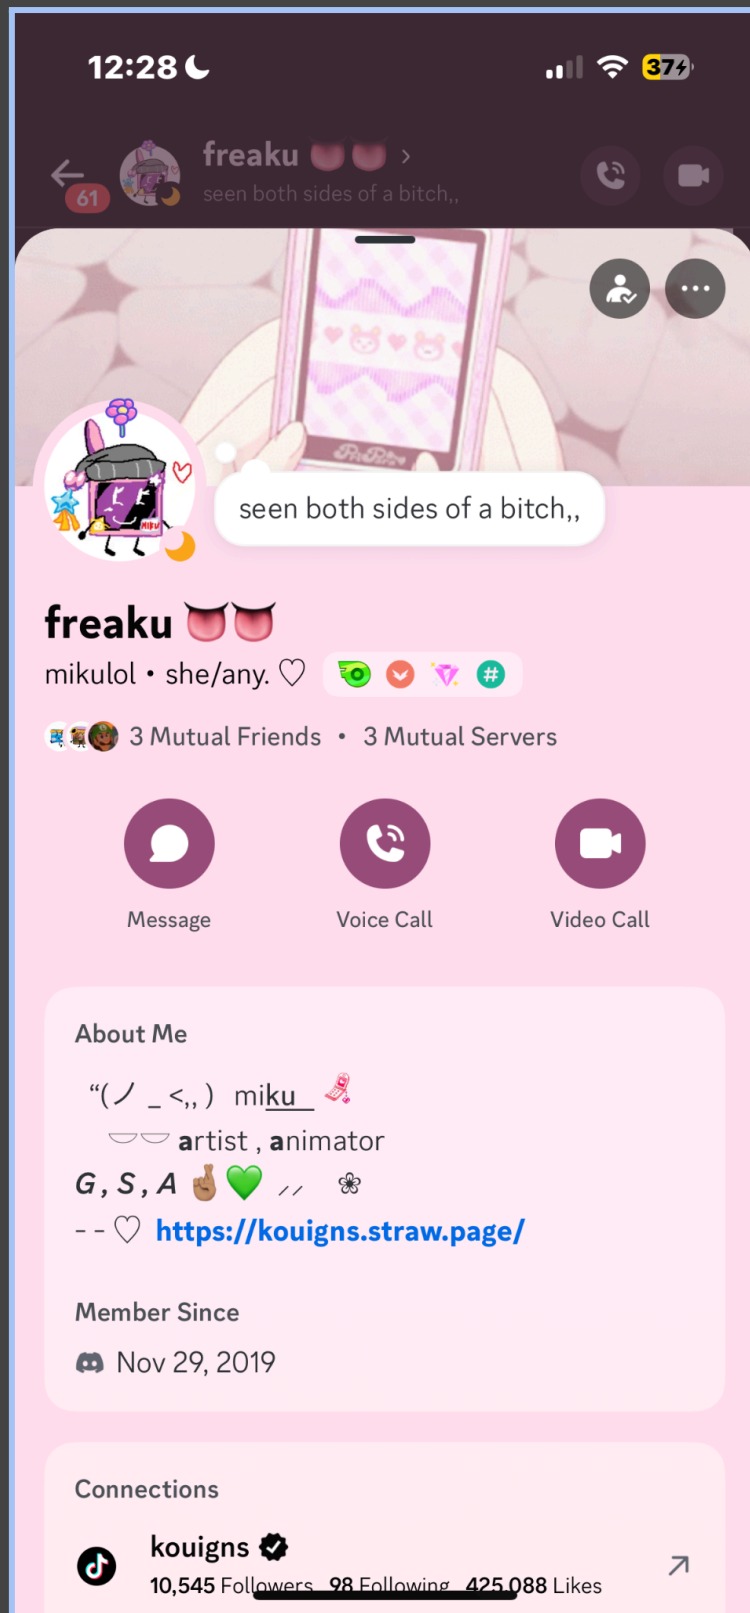 12:28
37
61
freaku 👅👅 >
seen both sides of a bitch,,
MIKU
seen both sides of a bitch,,
freaku 👅👅
mikulol • she/any. ♡ #
3 Mutual Friends • 3 Mutual Servers
Message Voice Call Video Call
About Me
“(ノ _ <,, ) miku
artist , animator
G , S , A 🤞🏽💚 ⸝⸝ ❀
- - ♡ https://kouigns.straw.page/
Member Since
Nov 29, 2019
Connections
kouigns
10,545 Followers 98 Following 425,088 Likes